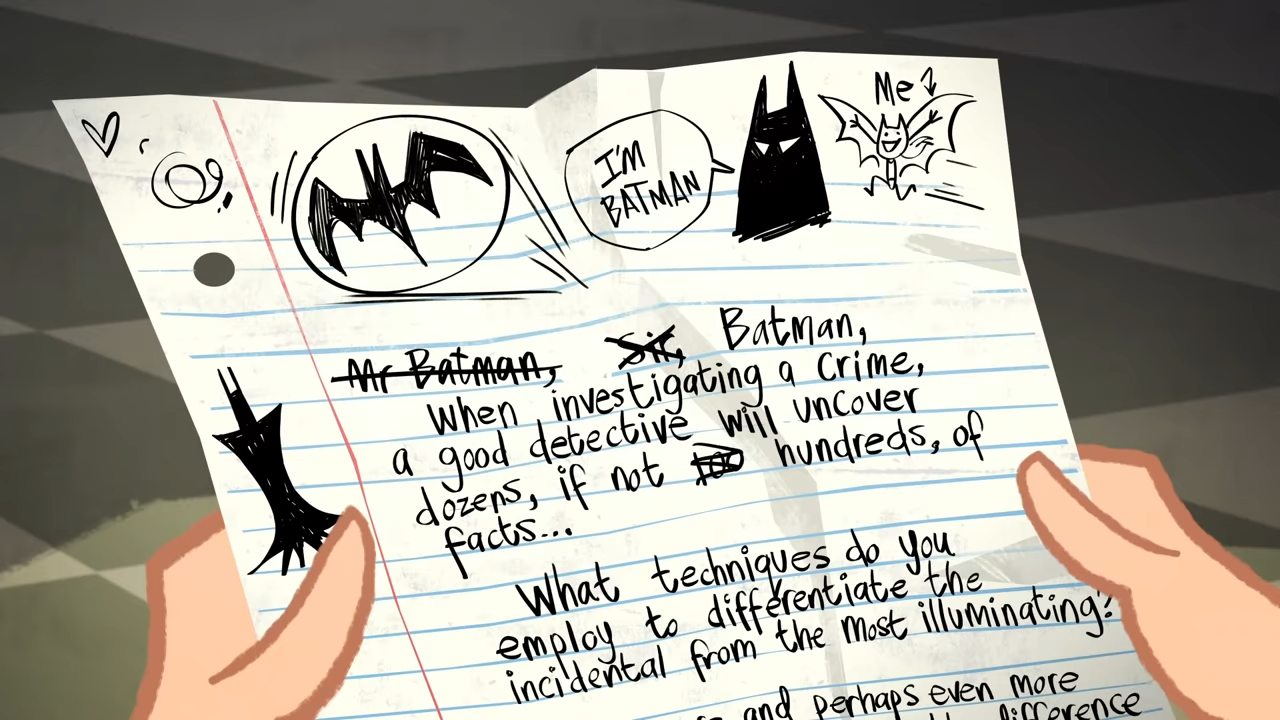 Me
I'M
BATMAN
Mr Batman, Sir, Batman,
When investigating a crime,
a good detective will uncover
dozens, if not too hundreds, of
facts...
What techniques do you
employ to differentiate the
incidental from the most illuminating?
and perhaps even more
difference